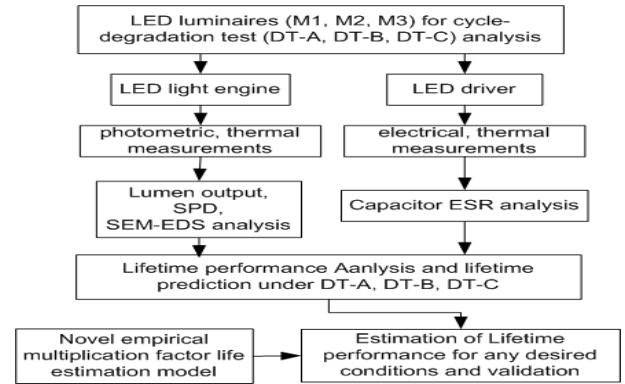 LED luminaires (M1, M2, M3) for cycle-
degradation test (DT-A, DT-B, DT-C) analysis
LED light engine
LED driver
photometric, thermal
measurements
electrical, thermal
measurements
Lumen output,
SPD,
SEM-EDS analysis
Capacitor ESR analysis
Lifetime performance Aanlysis and lifetime
prediction under DT-A, DT-B, DT-C
Novel empirical
multiplication factor life
estimation model
Estimation of Lifetime
performance for any desired
conditions and validation